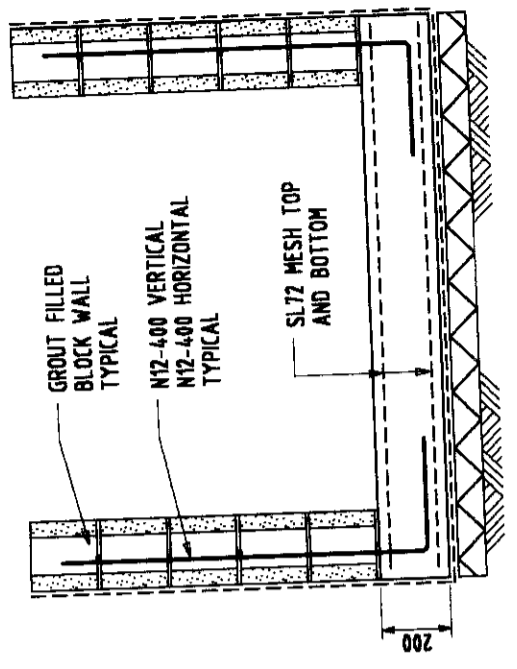 GROUT FILLED
BLOCK WALL
TYPICAL
N12-400 VERTICAL
N12-400 HORIZONTAL
TYPICAL
SL72 MESH TOP
AND BOTTOM
200